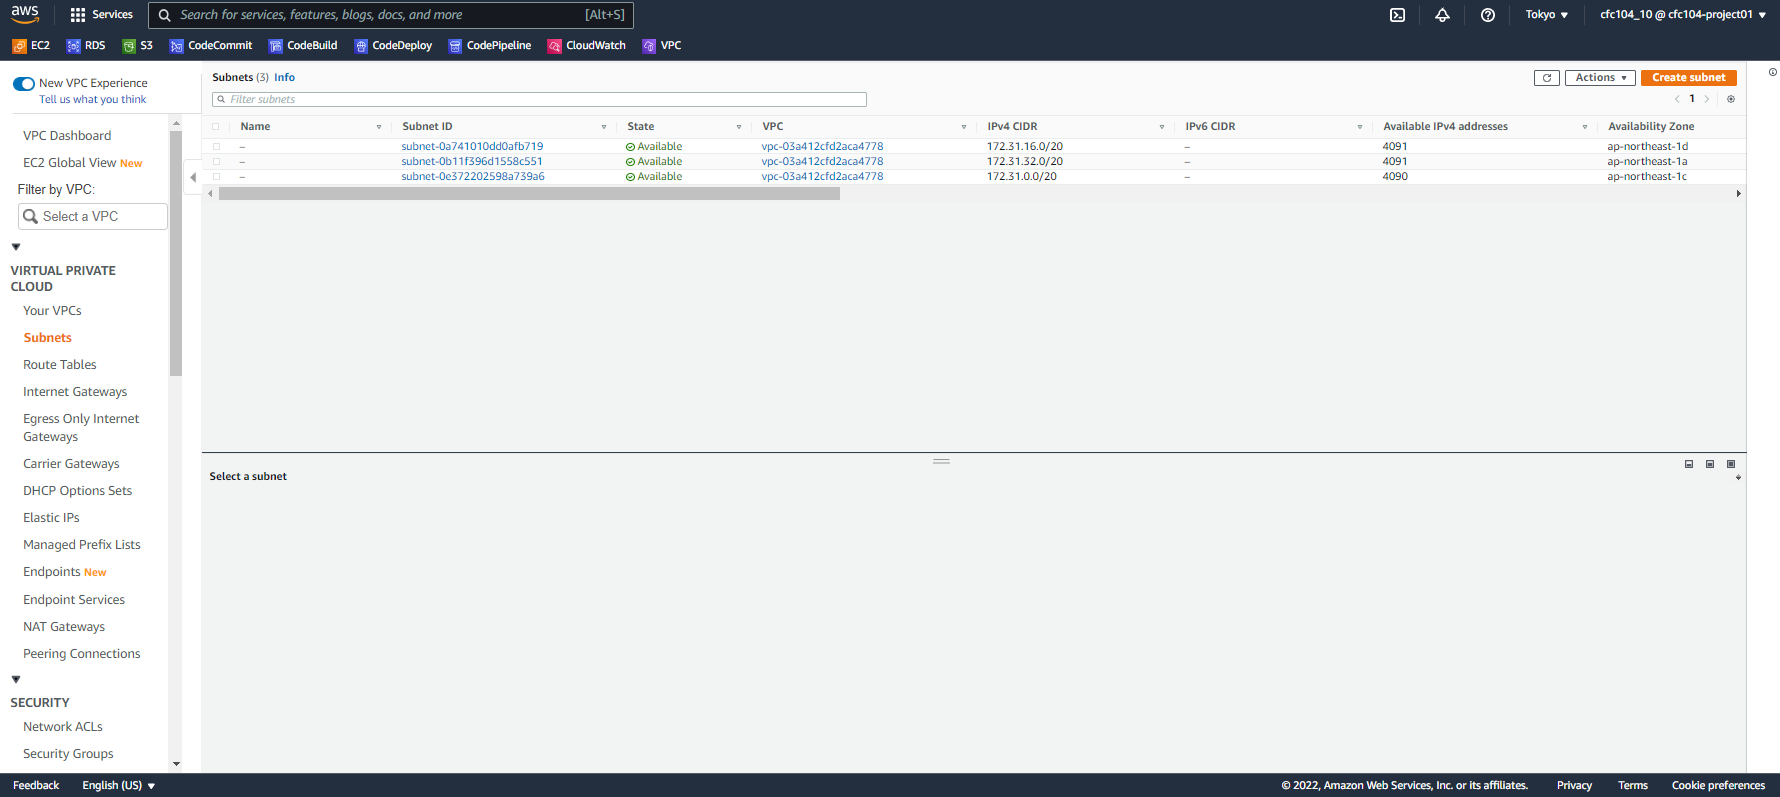 aws Services Search for services, features, blogs, docs, and more [Alt+S] Tokyo ▼ cfc104_10 @ cfc104-project01 ▼
EC2 RDS S3 CodeCommit CodeBuild CodeDeploy CodePipeline CloudWatch VPC
New VPC Experience
Tell us what you think
VPC Dashboard
EC2 Global View New
Filter by VPC:
Select a VPC
VIRTUAL PRIVATE
CLOUD
Your VPCs
Subnets
Route Tables
Internet Gateways
Egress Only Internet
Gateways
Carrier Gateways
DHCP Options Sets
Elastic IPs
Managed Prefix Lists
Endpoints New
Endpoint Services
NAT Gateways
Peering Connections
SECURITY
Network ACLs
Security Groups
Subnets (3) Info
Actions ▼ Create subnet
Filter subnets
1
Name Subnet ID State VPC IPv4 CIDR IPv6 CIDR Available IPv4 addresses Availability Zone
– subnet-0a741010dd0afb719 Available vpc-03a412cfd2aca4778 172.31.16.0/20 – 4091 ap-northeast-1d
– subnet-0b11f396d1558c551 Available vpc-03a412cfd2aca4778 172.31.32.0/20 – 4091 ap-northeast-1a
– subnet-0e372202598a739a6 Available vpc-03a412cfd2aca4778 172.31.0.0/20 – 4090 ap-northeast-1c
Select a subnet
Feedback English (US) ▼ © 2022, Amazon Web Services, Inc. or its affiliates. Privacy Terms Cookie preferences